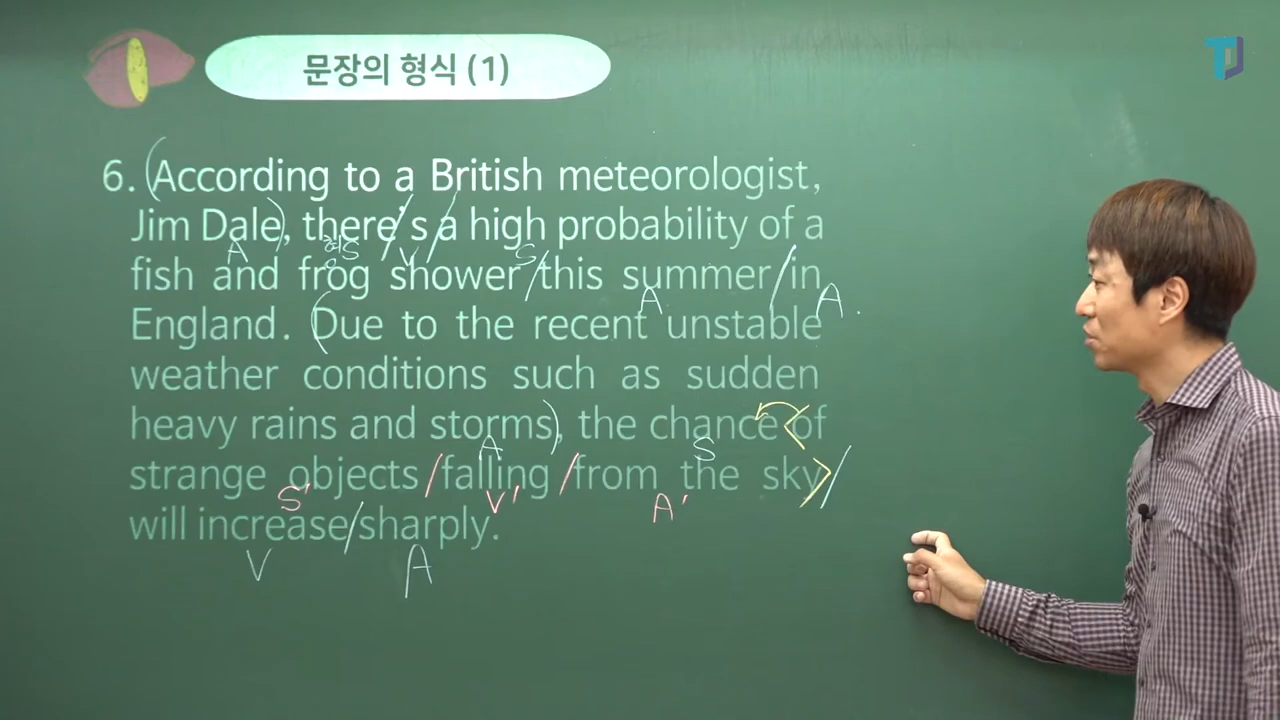 문장의 형식 (1)
6. (According to a British meteorologist,
Jim Dale), there/'s/a high probability of a
A 형S V S
fish and frog shower/this summer/in
A A.
England. (Due to the recent unstable
weather conditions such as sudden
heavy rains and storms), the chance <of
A S
strange objects/falling/from the sky>/
S' V' A'
will increase/sharply.
V A